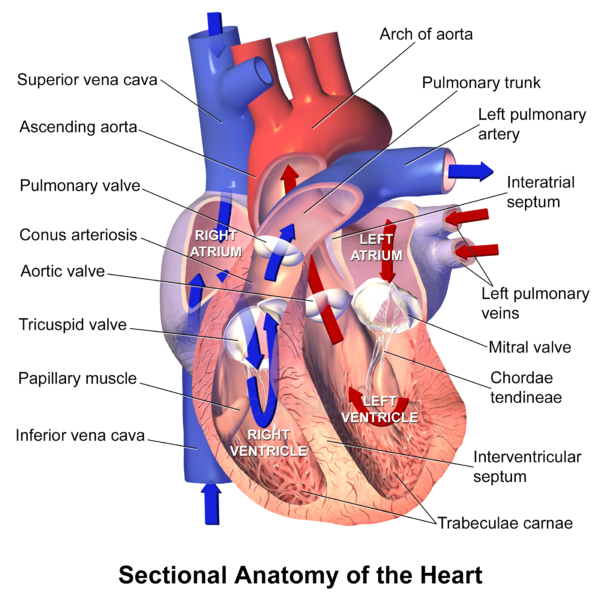 Arch of aorta
Superior vena cava
Pulmonary trunk
Left pulmonary
artery
Ascending aorta
Pulmonary valve
Interatrial
septum
Conus arteriosis
RIGHT
ATRIUM
LEFT
ATRIUM
Aortic valve
Left pulmonary
veins
Tricuspid valve
Mitral valve
Papillary muscle
Chordae
tendineae
LEFT
VENTRICLE
Inferior vena cava
RIGHT
VENTRICLE
Interventricular
septum
Trabeculae carnae
Sectional Anatomy of the Heart